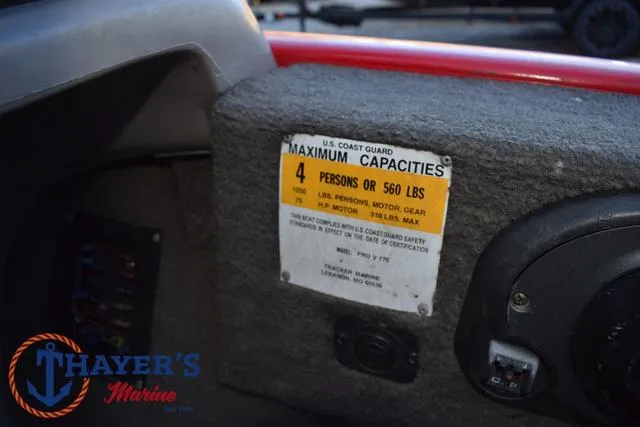 U.S. COAST GUARD
MAXIMUM CAPACITIES
4 PERSONS OR 560 LBS
1050 LBS. PERSONS, MOTOR, GEAR
75 H.P. MOTOR 310 LBS. MAX
THIS BOAT COMPLIES WITH U.S. COAST GUARD SAFETY
STANDARDS IN EFFECT ON THE DATE OF CERTIFICATION
MODEL: PRO V 175
TRACKER MARINE
LEBANON, MO 65536
THAYER'S
Marine